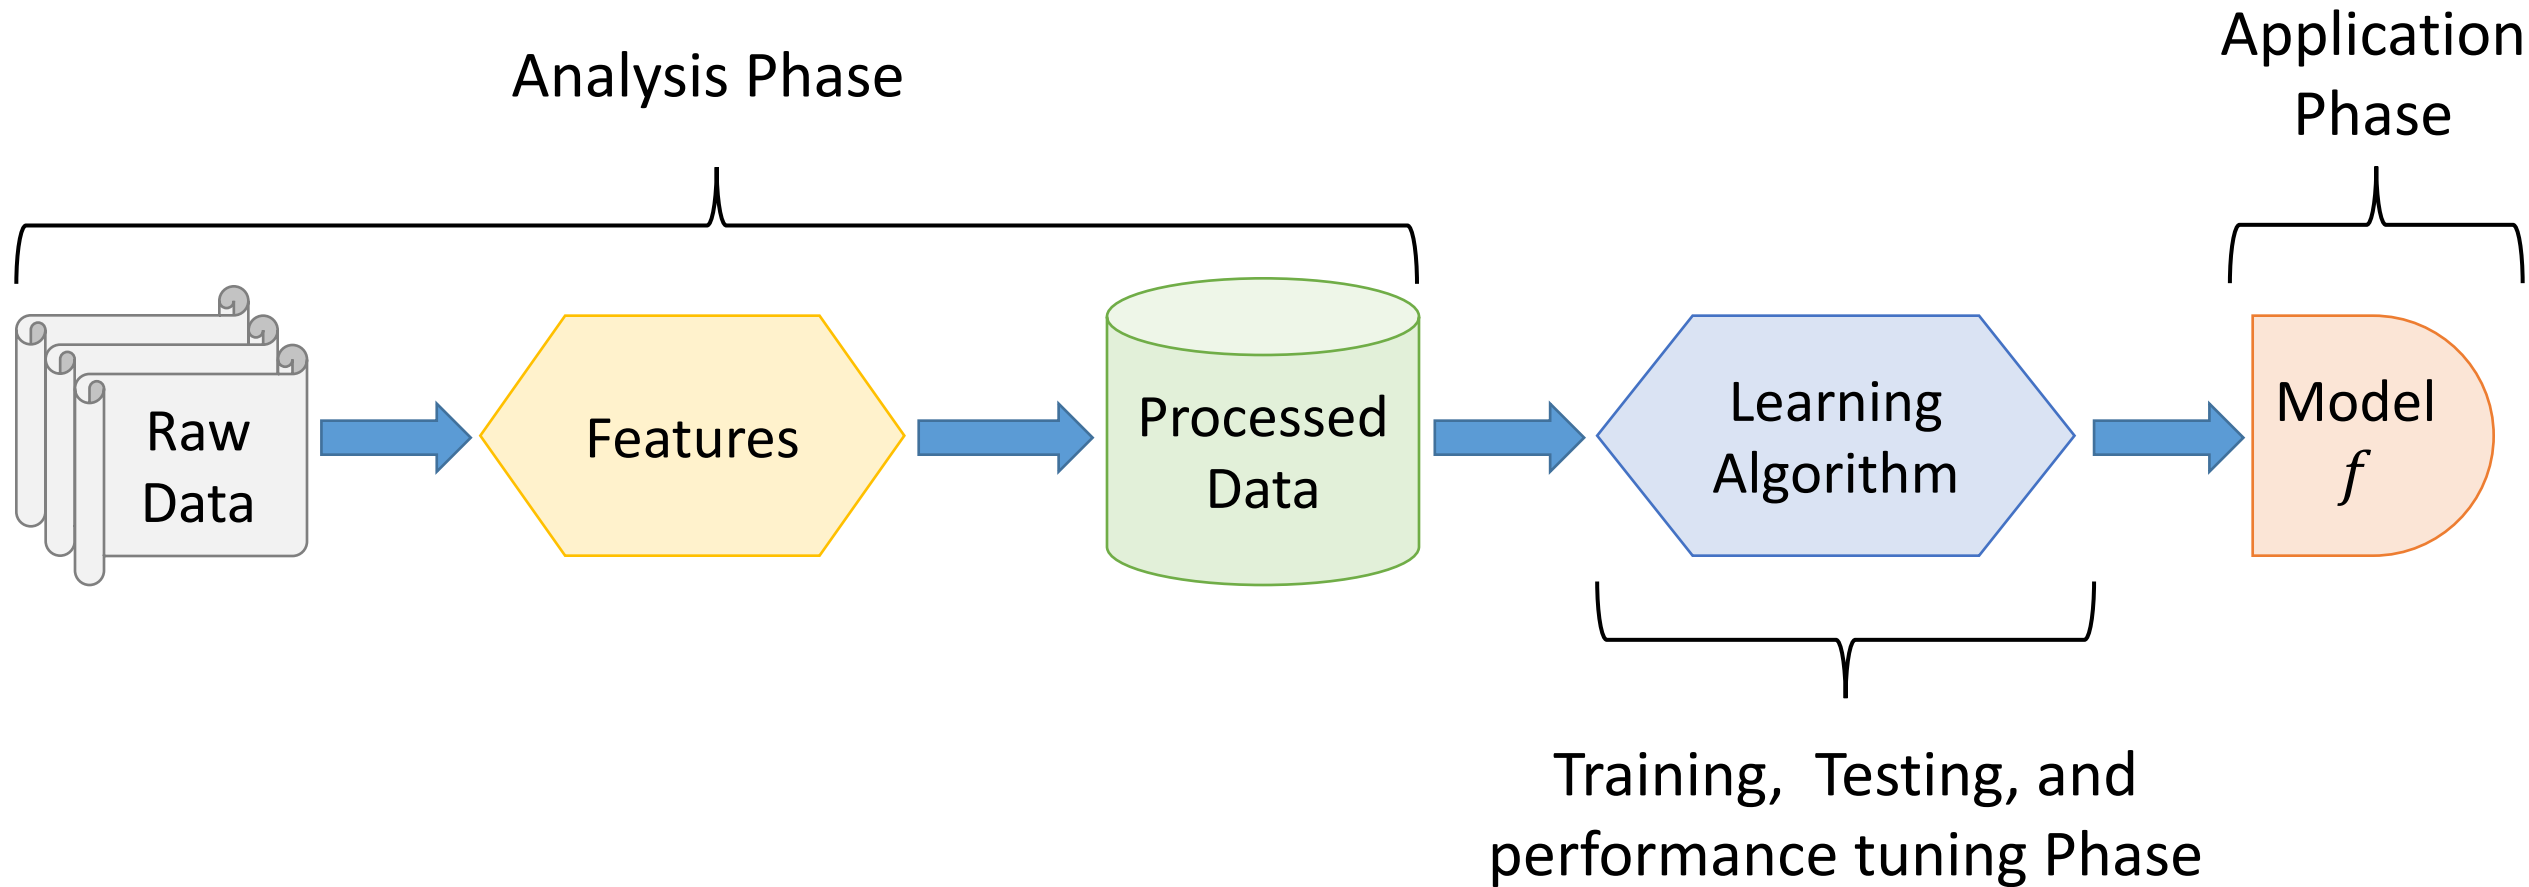 Analysis Phase
Application
Phase
Raw
Data
Features
Processed
Data
Learning
Algorithm
Model
f
Training,  Testing, and
performance tuning Phase